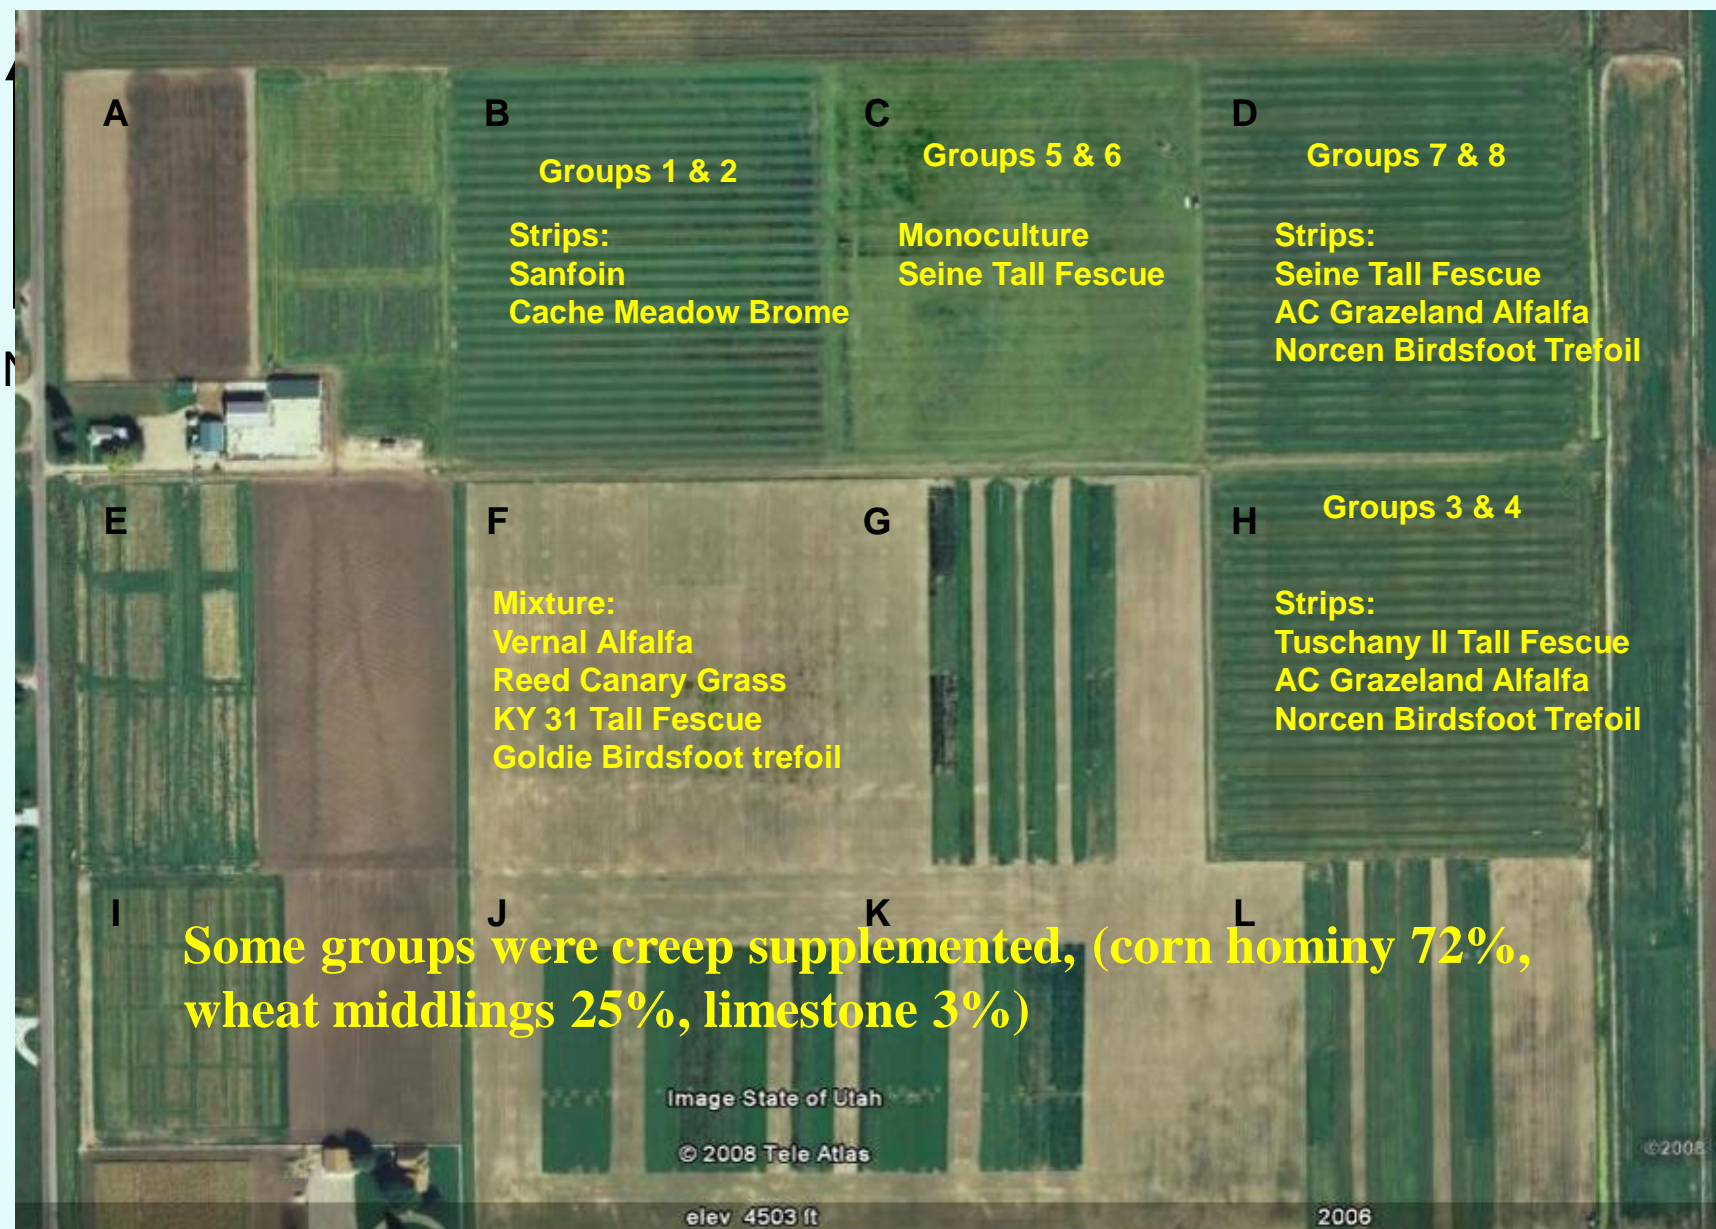 A
B
C
D
Groups 1 & 2
Groups 5 & 6
Groups 7 & 8
Strips:
Sanfoin
Cache Meadow Brome
Monoculture
Seine Tall Fescue
Strips:
Seine Tall Fescue
AC Grazeland Alfalfa
Norcen Birdsfoot Trefoil
N
E
F
G
H
Groups 3 & 4
Mixture:
Vernal Alfalfa
Reed Canary Grass
KY 31 Tall Fescue
Goldie Birdsfoot trefoil
Strips:
Tuschany II Tall Fescue
AC Grazeland Alfalfa
Norcen Birdsfoot Trefoil
I
J
K
L
Some groups were creep supplemented, (corn hominy 72%,
wheat middlings 25%, limestone 3%)
Image State of Utah
© 2008 Tele Atlas
©2008
elev 4503 ft
2006